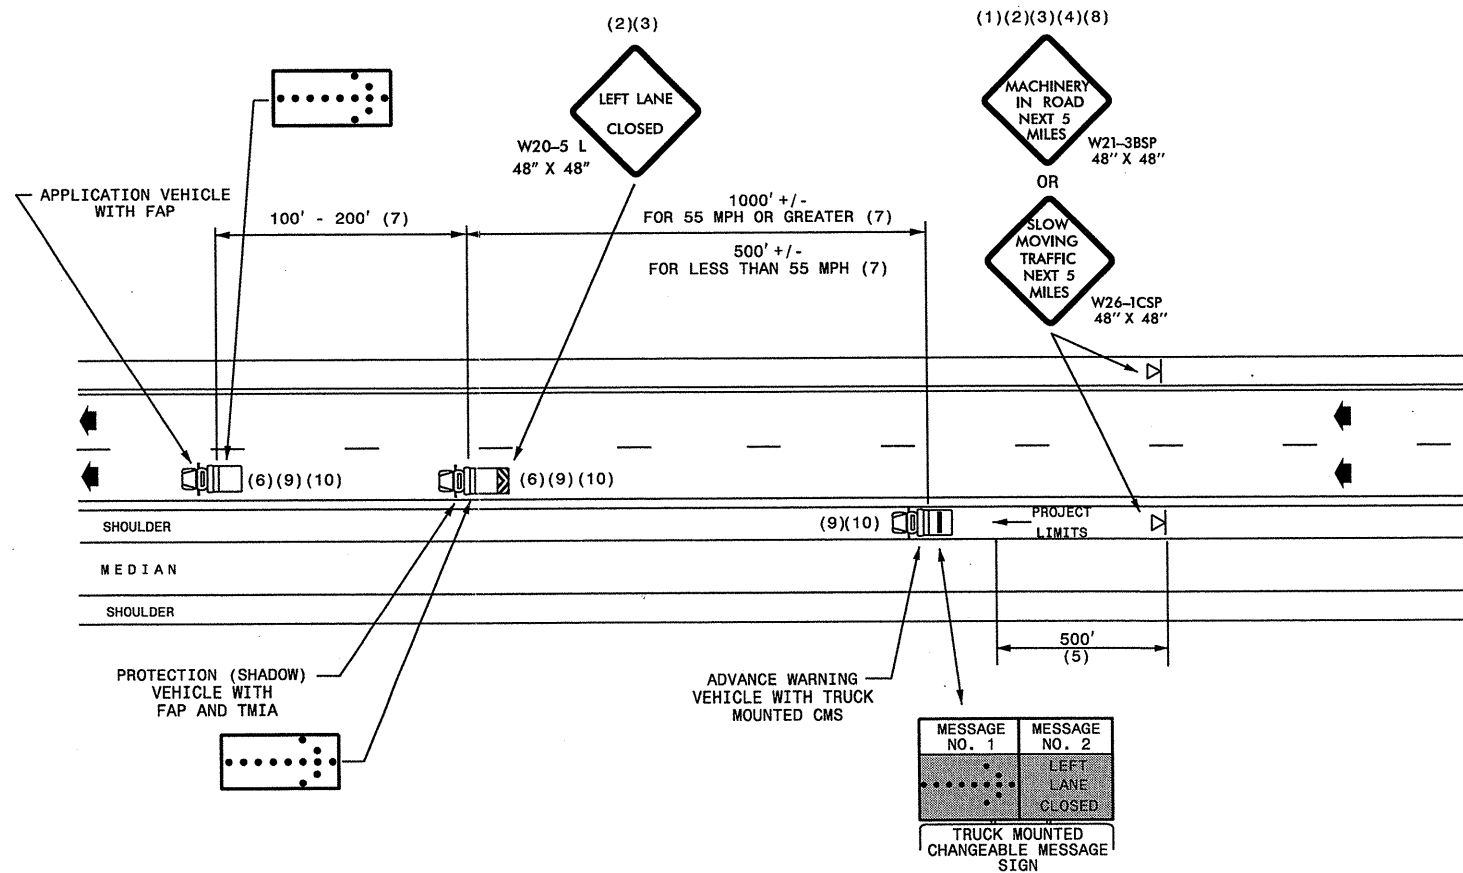 (2)(3)
(1)(2)(3)(4)(8)
LEFT LANE
CLOSED
W20-5 L
48" X 48"
MACHINERY
IN ROAD
NEXT 5
MILES
W21-3BSP
48" X 48"
OR
SLOW
MOVING
TRAFFIC
NEXT 5
MILES
W26-1CSP
48" X 48"
APPLICATION VEHICLE
WITH FAP
100' - 200' (7)
1000' +/-
FOR 55 MPH OR GREATER (7)
500' +/-
FOR LESS THAN 55 MPH (7)
(6)(9)(10)
(6)(9)(10)
(9)(10)
PROJECT
LIMITS
SHOULDER
MEDIAN
SHOULDER
500'
(5)
PROTECTION (SHADOW)
VEHICLE WITH
FAP AND TMIA
ADVANCE WARNING
VEHICLE WITH TRUCK
MOUNTED CMS
MESSAGE
NO. 1
MESSAGE
NO. 2
LEFT
LANE
CLOSED
TRUCK MOUNTED
CHANGEABLE MESSAGE
SIGN